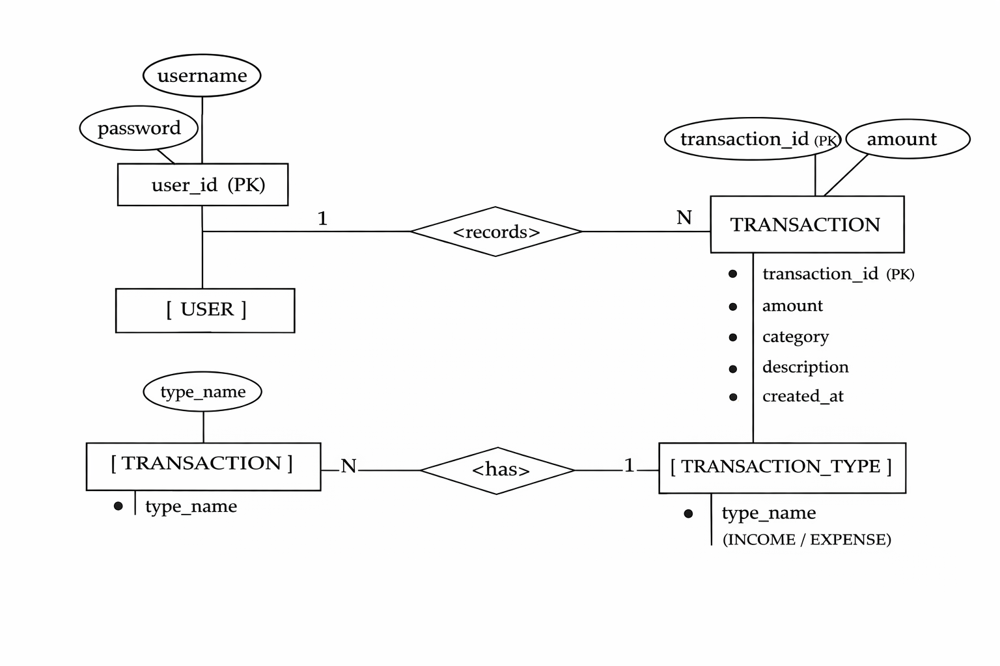 username
password
transaction_id (PK)
amount
user_id (PK)
1
<records>
N
TRANSACTION
transaction_id (PK)
amount
category
description
created_at
[ USER ]
type_name
[ TRANSACTION ]
N
<has>
1
[ TRANSACTION_TYPE ]
type_name
type_name
(INCOME / EXPENSE)